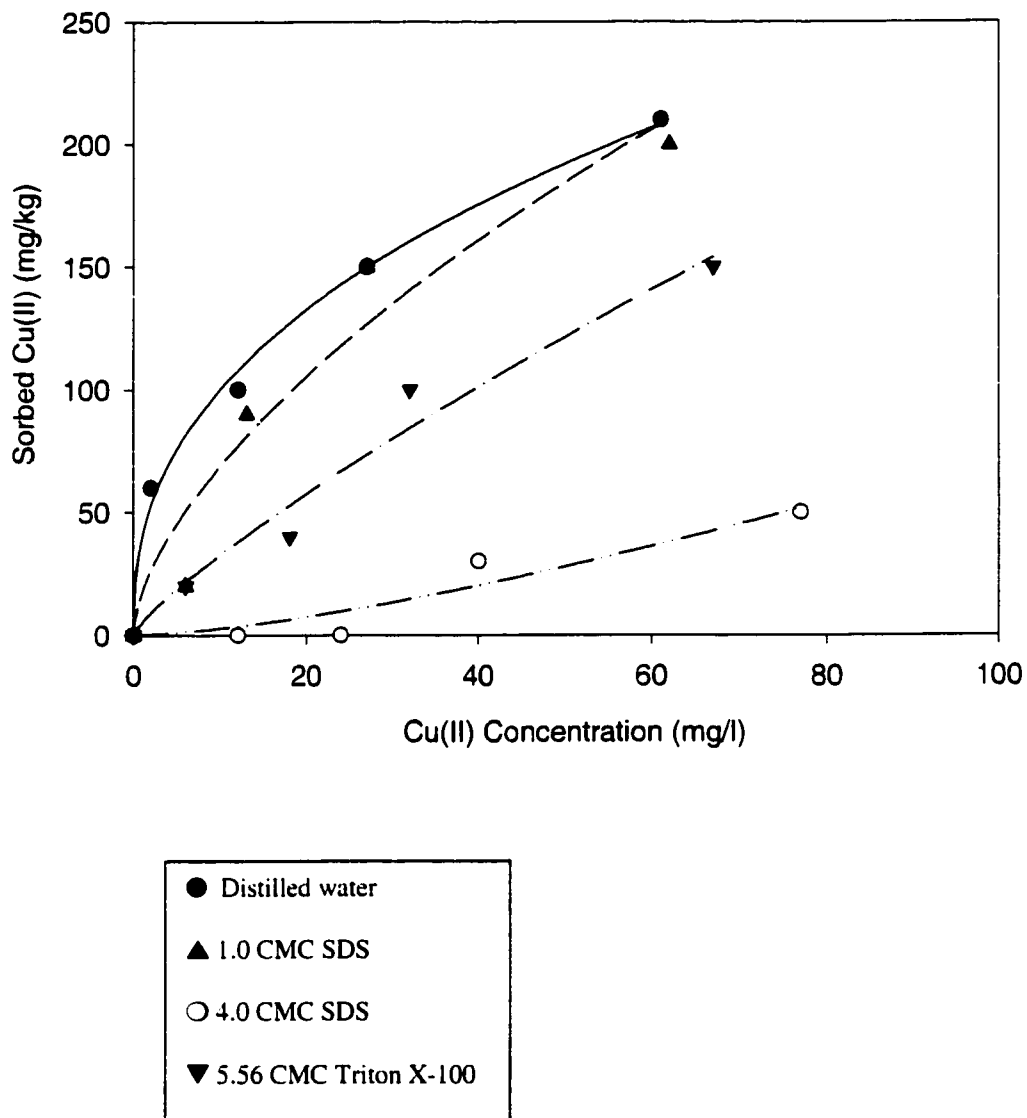 250
200
150
100
50
0
Sorbed Cu(II) (mg/kg)
0 20 40 60 80 100
Cu(II) Concentration (mg/l)
Distilled water
1.0 CMC SDS
4.0 CMC SDS
5.56 CMC Triton X-100